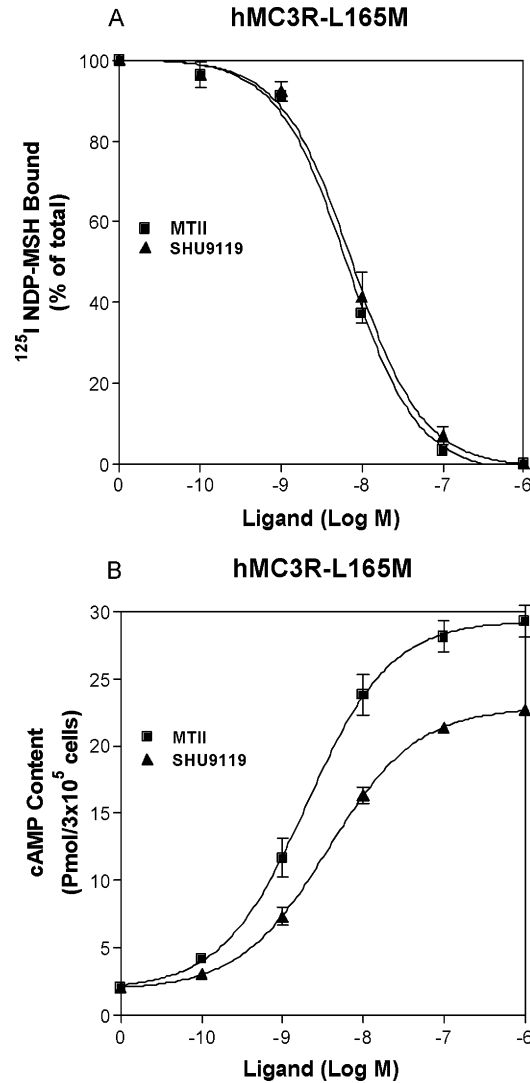 A
hMC3R-L165M
100
80
60
40
20
0
¹²⁵I NDP-MSH Bound
(% of total)
MTII
SHU9119
0 -10 -9 -8 -7 -6
Ligand (Log M)
B
hMC3R-L165M
30
25
20
15
10
5
0
cAMP Content
(Pmol/3x10⁵ cells)
MTII
SHU9119
0 -10 -9 -8 -7 -6
Ligand (Log M)